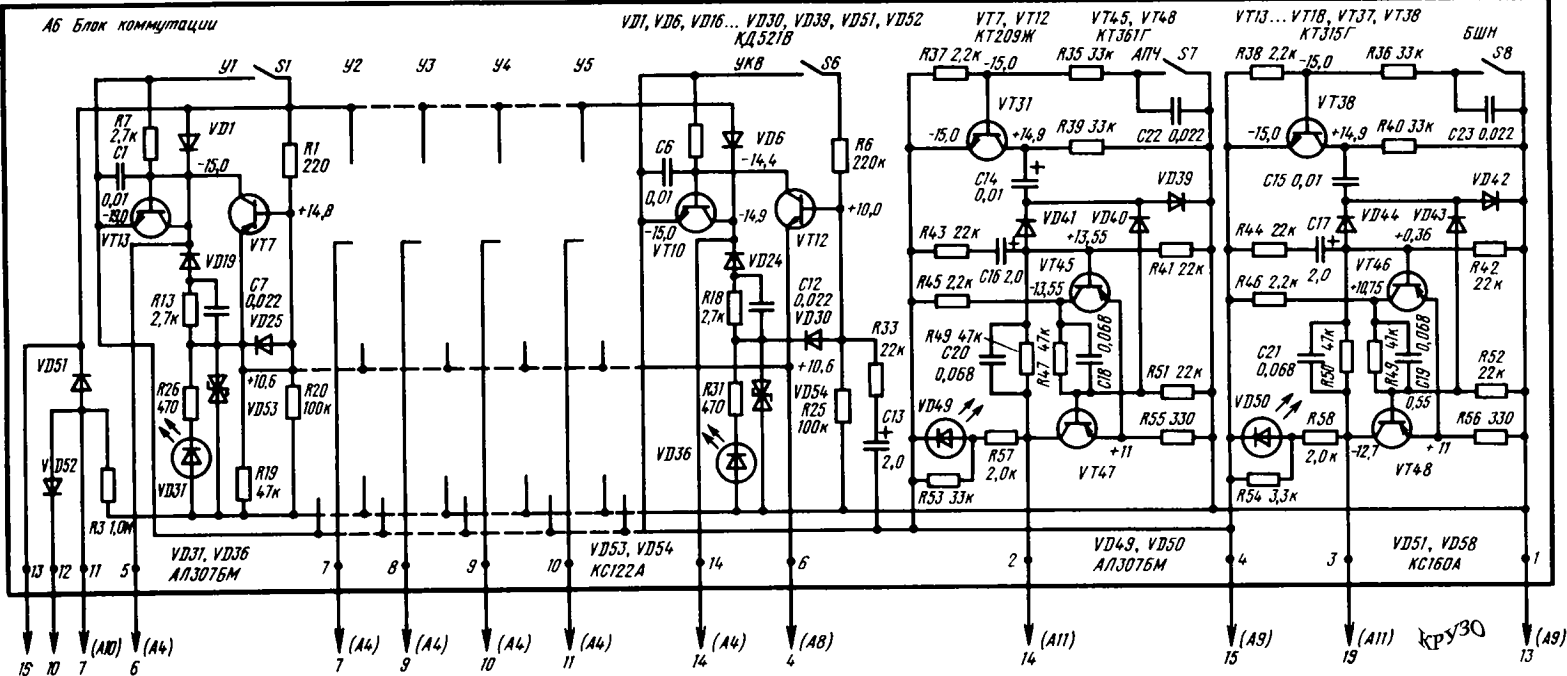 А6 Блок коммутации
VD1, VD6, VD16... VD30, VD39, VD51, VD52
КД521В
VT7, VT12
КТ209Ж
VT45, VT48
КТ361Г
VT13... VT18, VT37, VT38
КТ315Г
У1 S1 У2 У3 У4 У5 УКВ S6
R37 2,2к -15,0 R35 33к АПЧ S7
R38 2,2к -15,0 R36 33к БШН S8
R7 2,7к VD1 R1 220
C1 0,01 -15,0 -19,0 VT13 VT7 +14,8
VD19 C7 0,022 R13 2,7к VD25
VD51 R26 470 VD53 +10,6 R20 100к
VD52 VD31 R19 47к R3 1,0М
C6 0,01 -14,4 VD6 R6 220к
-15,0 VT10 -14,9 VT12 +10,0
VD24 C12 0,022 R18 2,7к VD30 R33 22к
R31 470 +10,6 VD54 R25 100к C13 2,0
VD36
VT31 -15,0 +14,9 R39 33к C22 0,022
C14 0,01 VD39 VD41 VD40
R43 22к +13,55 C16 2,0 VT45 R41 22к
R45 2,2к -13,55
R49 47к C20 0,068 R47 47к C18 0,068 R51 22к
VD49 R57 2,0к R55 330 +11 VT47
R53 33к
VT38 -15,0 +14,9 R40 33к C23 0,022
C15 0,01 VD42 VD44 VD43
R44 22к C17 2,0 +0,36 VT46 R42 22к
R46 2,2к +10,75
C21 0,068 R50 47к R49 47к C19 0,068 R52 22к
0,55
VD50 R58 2,0к -12,7 VT48 +11 R56 330
R54 3,3к
VD31, VD36
АЛ307БМ
VD53, VD54
КС122А
VD49, VD50
АЛ307БМ
VD51, VD58
КС160А
13 12 11 5 7 8 9 10 14 6 2 4 3 1
(А10) (А4) (А4) (А4) (А4) (А4) (А4) (А8) (А11) (А9) (А11) (А9)
15 10 7 6 7 9 10 11 14 4 14 15 19 13
КРУЗО